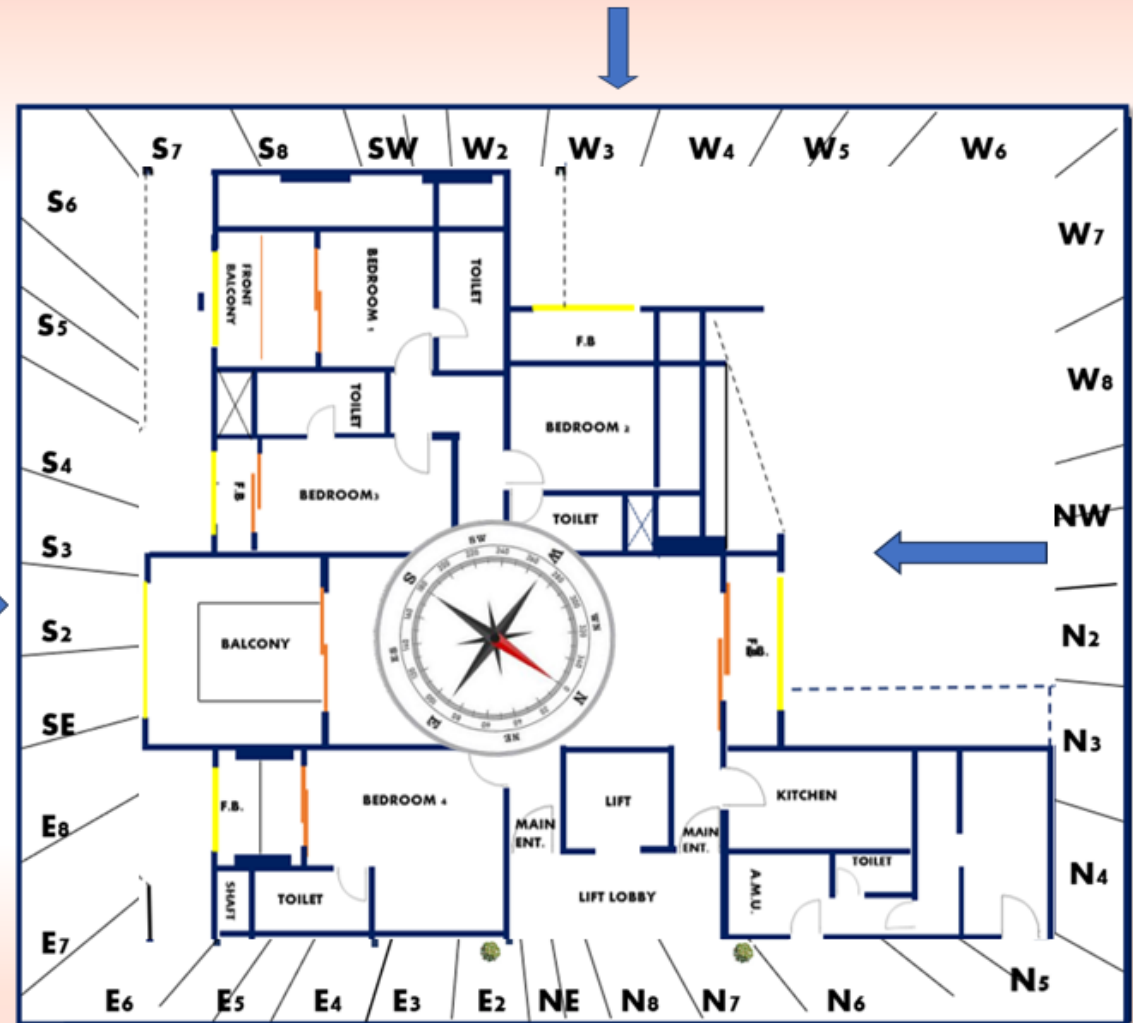 S7 S8 SW W2 W3 W4 W5 W6
S6
W7
S5
W8
S4
NW
S3
N2
S2
SE
N3
E8
N4
E7
N5
E6 E5 E4 E3 E2 NE N8 N7 N6
FRONT
BALCONY
BEDROOM 1
TOILET
F.B
TOILET
BEDROOM 2
F.B
BEDROOM3
TOILET
BALCONY
F.B.
SW
W
S
N
NE
BEDROOM 4
F.B.
LIFT
KITCHEN
MAIN
ENT.
MAIN
ENT.
TOILET
A.M.U.
SHAFT
TOILET
LIFT LOBBY